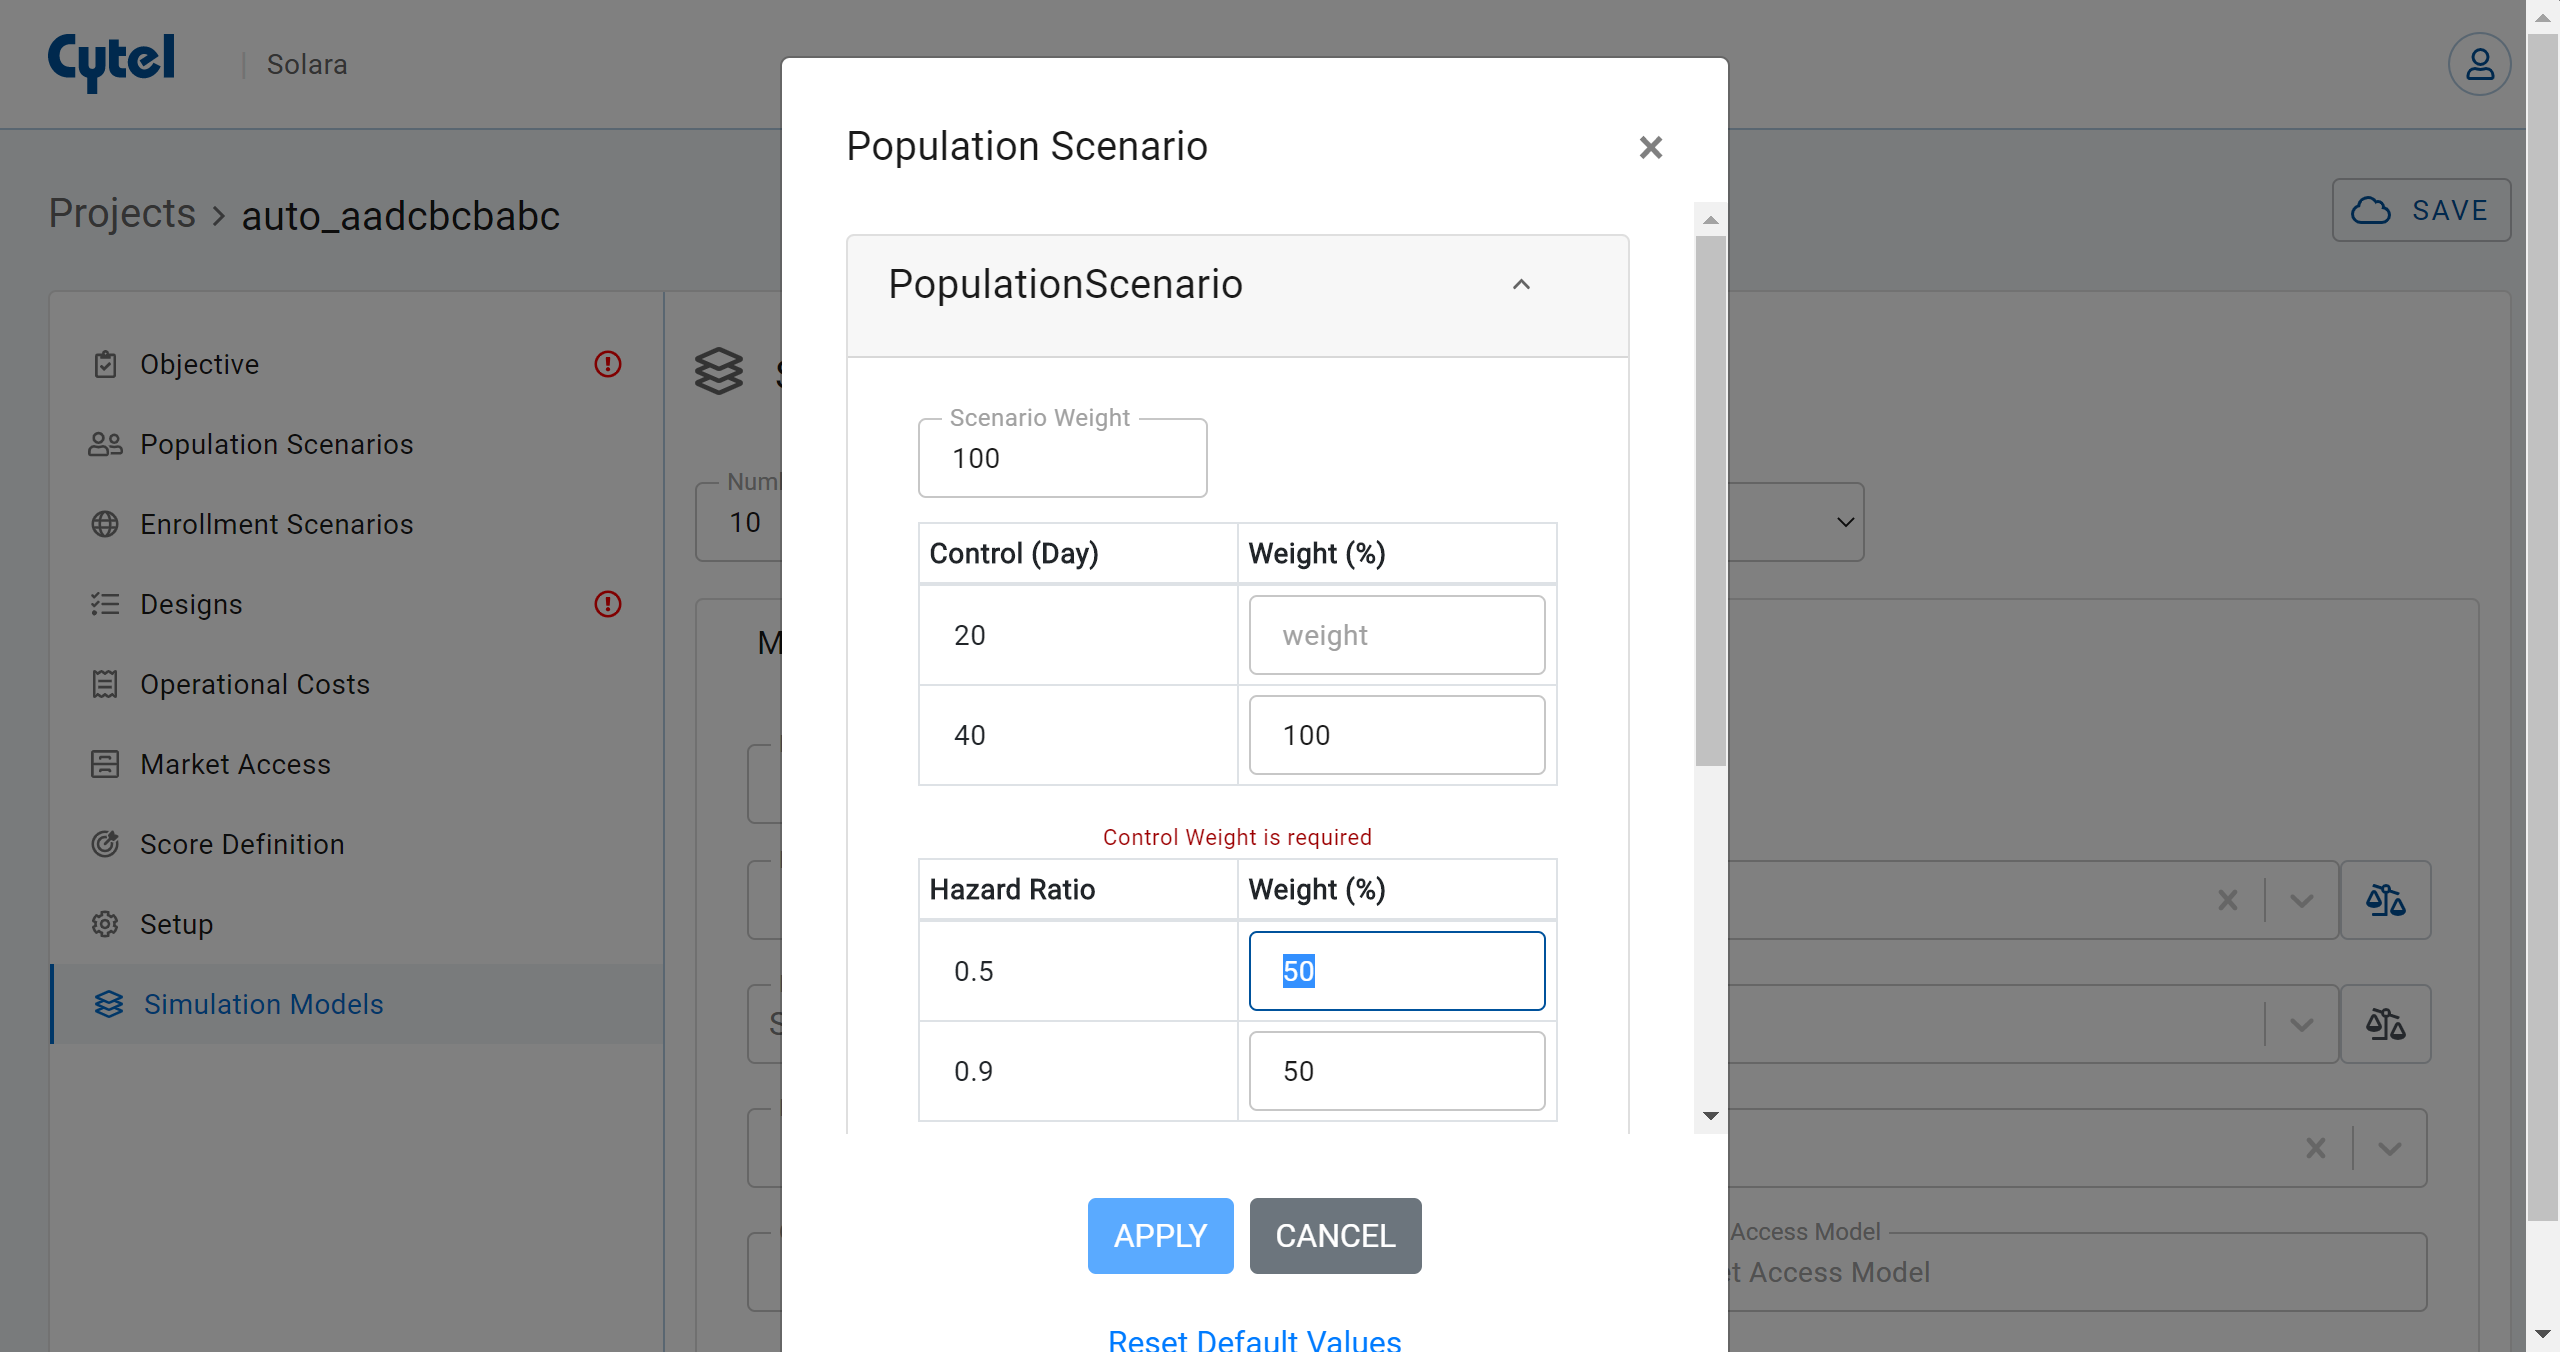 Cytel
Solara
Projects > auto_aadcbcbabc
SAVE
Objective
Population Scenarios
Enrollment Scenarios
Designs
Operational Costs
Market Access
Score Definition
Setup
Simulation Models
10
Population Scenario
PopulationScenario
Scenario Weight
100
Control (Day) Weight (%)
20 weight
40 100
Control Weight is required
Hazard Ratio Weight (%)
0.5 50
0.9 50
APPLY CANCEL
Reset Default Values
Access Model
Access Model